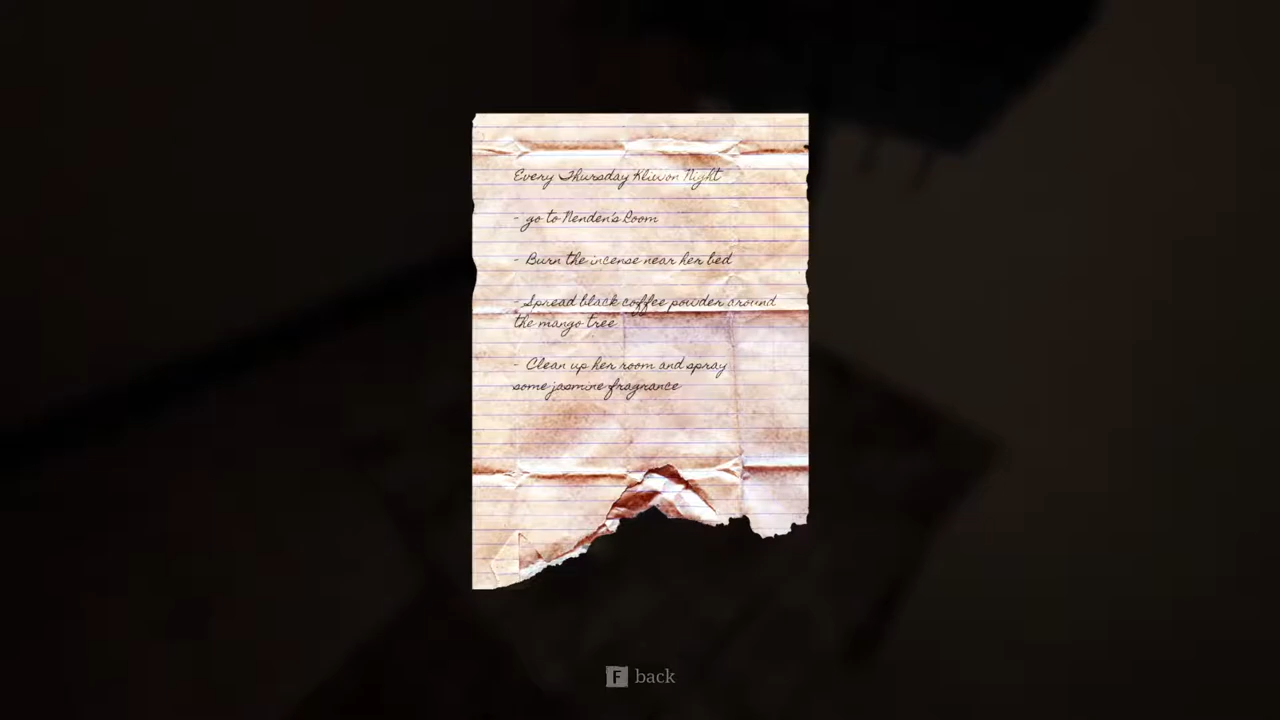 Every Thursday Kliwon Night
- go to Nenden's Room
- Burn the incense near her bed
- Spread black coffee powder around
the mango tree
- Clean up her room and spray
some jasmine fragrance
F back